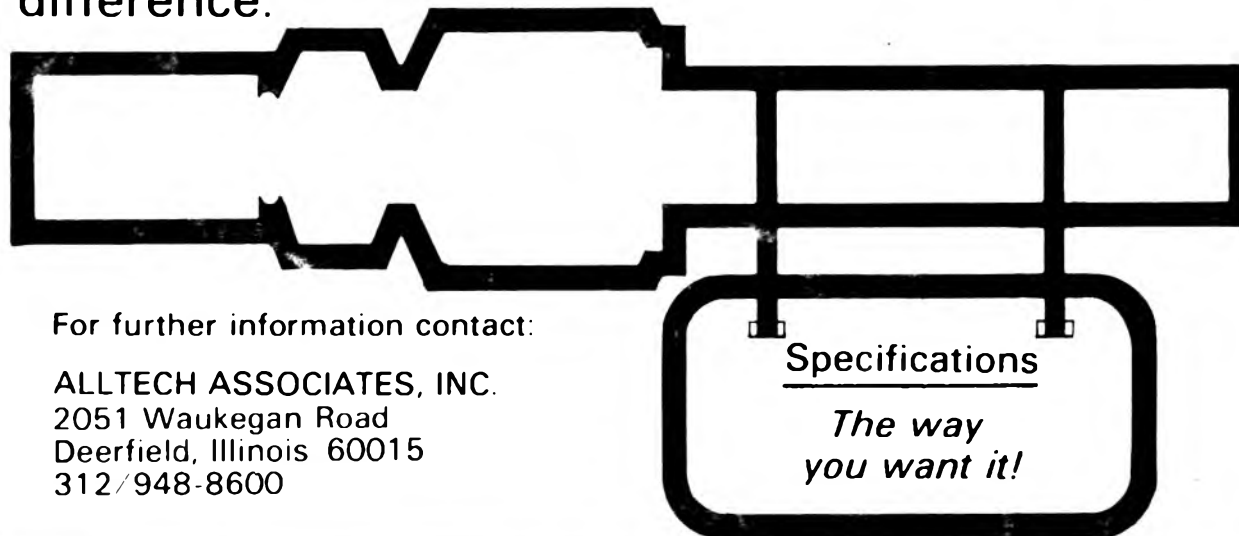 difference.
For further information contact:
ALLTECH ASSOCIATES, INC.
2051 Waukegan Road
Deerfield, Illinois 60015
312/948-8600
Specifications
The way
you want it!